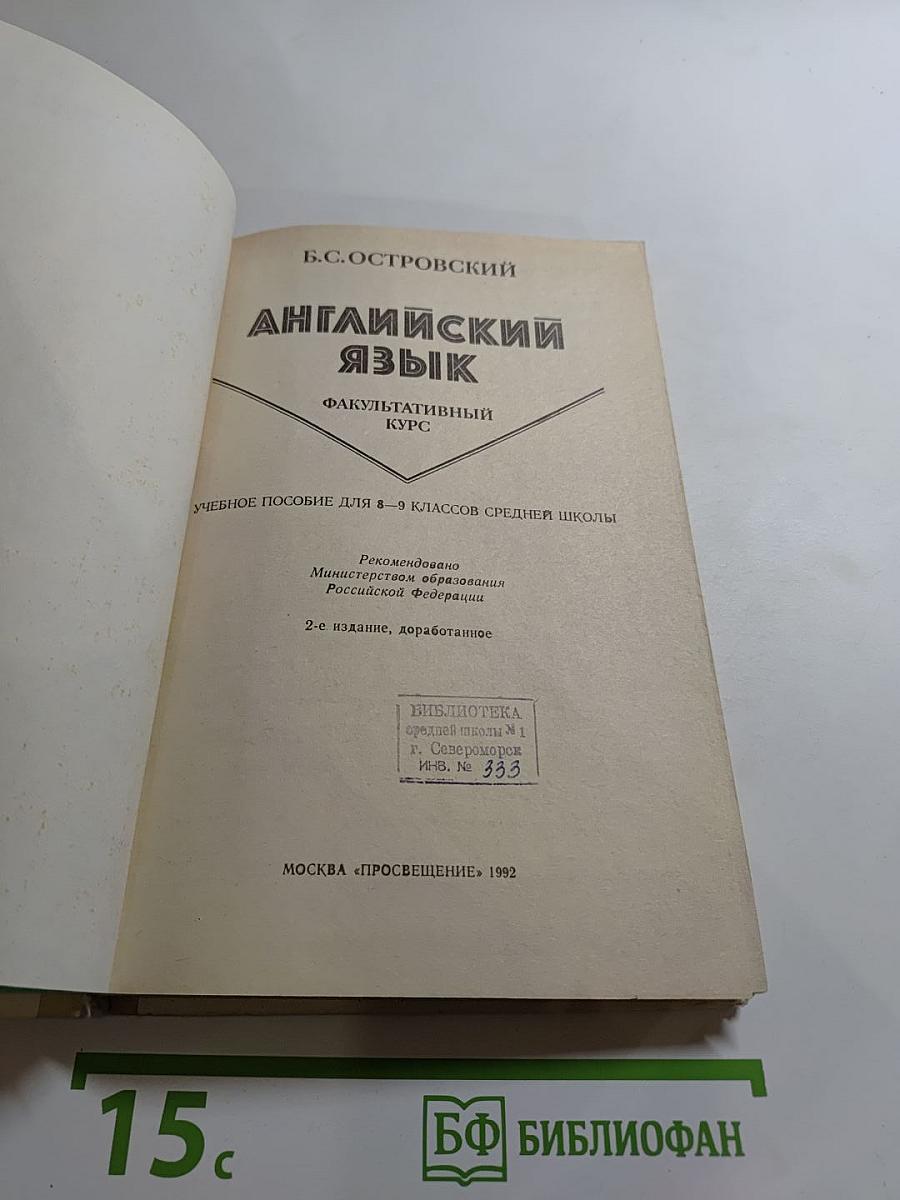 Б.С.ОСТРОВСКИЙ
АНГЛИЙСКИЙ
ЯЗЫК
ФАКУЛЬТАТИВНЫЙ
КУРС
УЧЕБНОЕ ПОСОБИЕ ДЛЯ 8—9 КЛАССОВ СРЕДНЕЙ ШКОЛЫ
Рекомендовано
Министерством образования
Российской Федерации
2-е издание, доработанное
БИБЛИОТЕКА
средней школы № 1
г. Североморск
ИНВ. № 333
МОСКВА «ПРОСВЕЩЕНИЕ» 1992
15 с
БФ БИБЛИОФАН